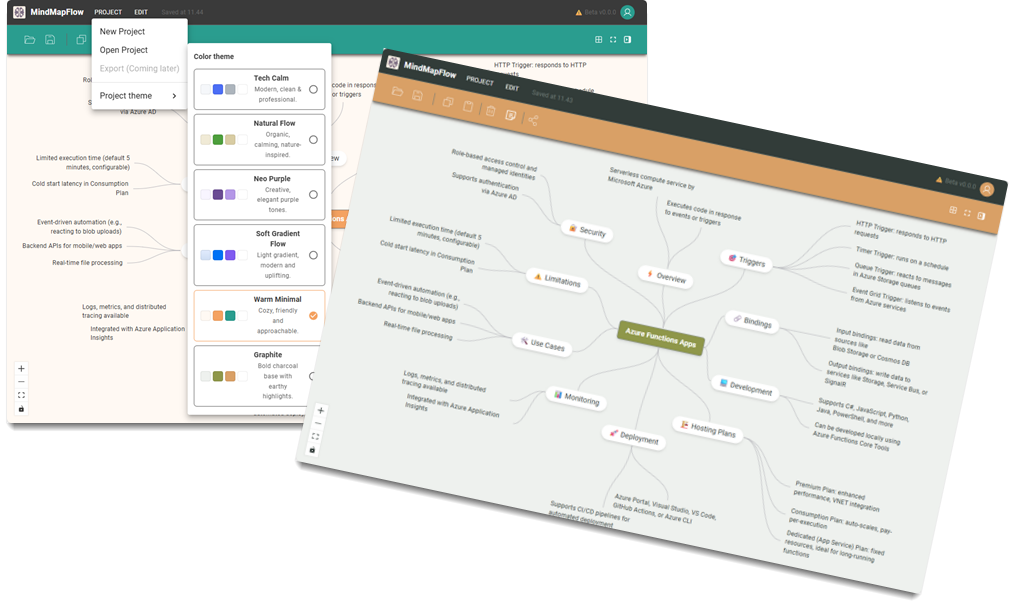 MindMapFlow
PROJECT
EDIT
Saved at 11:44
Beta v0.0.0
New Project
Open Project
Export (Coming later)
Project theme
Color theme
Tech Calm
Modern, clean &
professional.
Natural Flow
Organic,
calming, nature-
inspired.
Neo Purple
Creative,
elegant purple
tones.
Soft Gradient
Flow
Light gradient,
modern and
uplifting.
Warm Minimal
Cozy, friendly
and
approachable.
Graphite
Bold charcoal
base with
earthy
highlights.
via Azure AD
Limited execution time (default 5
minutes, configurable)
Cold start latency in Consumption
Plan
Event-driven automation (e.g.,
reacting to blob uploads)
Backend APIs for mobile/web apps
Real-time file processing
Logs, metrics, and distributed
tracing available
Integrated with Azure Application
Insights
code in response
or triggers
HTTP Trigger: responds to HTTP
MindMapFlow
PROJECT
EDIT
Saved at 11:43
Beta v0.0.0
Role-based access control and
managed identities
Supports authentication
via Azure AD
Security
Serverless compute service by
Microsoft Azure
Executes code in response
to events or triggers
Overview
Triggers
HTTP Trigger: responds to HTTP
requests
Timer Trigger: runs on a schedule
Queue Trigger: reacts to messages
in Azure Storage queues
Event Grid Trigger: listens to events
from Azure services
Limited execution time (default 5
minutes, configurable)
Cold start latency in Consumption
Plan
Limitations
Event-driven automation (e.g.,
reacting to blob uploads)
Backend APIs for mobile/web apps
Real-time file processing
Use Cases
Azure Functions Apps
Bindings
Input bindings: read data from
sources like
Blob Storage or Cosmos DB
Output bindings: write data to
services like Storage, Service Bus, or
SignalR
Logs, metrics, and distributed
tracing available
Integrated with Azure Application
Insights
Monitoring
Development
Supports C#, JavaScript, Python,
Java, PowerShell, and more
Can be developed locally using
Azure Functions Core Tools
Deployment
Supports CI/CD pipelines for
automated deployment
Azure Portal, Visual Studio, VS Code,
GitHub Actions, or Azure CLI
Hosting Plans
Premium Plan: enhanced
performance, VNET integration
Consumption Plan: auto-scales, pay-
per-execution
Dedicated (App Service) Plan: fixed
resources, ideal for long-running
functions